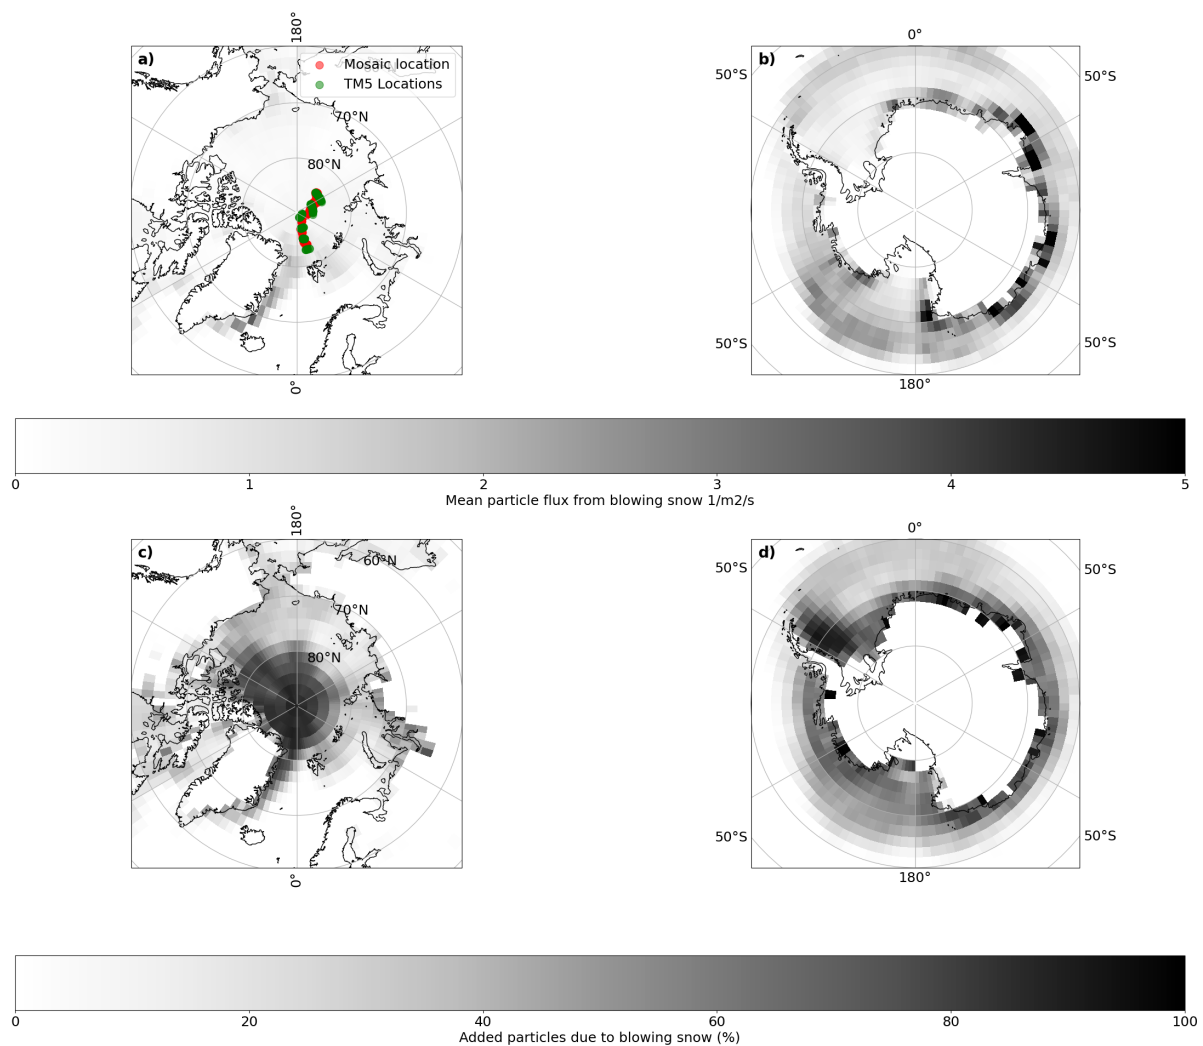 180°
a)
Mosaic location
TM5 Locations
70°N
80°N
0°
0°
b)
50°S
50°S
50°S
50°S
180°
0 1 2 3 4 5
Mean particle flux from blowing snow 1/m2/s
180°
c)
60°N
70°N
80°N
0°
0°
d)
50°S
50°S
50°S
50°S
180°
0 20 40 60 80 100
Added particles due to blowing snow (%)